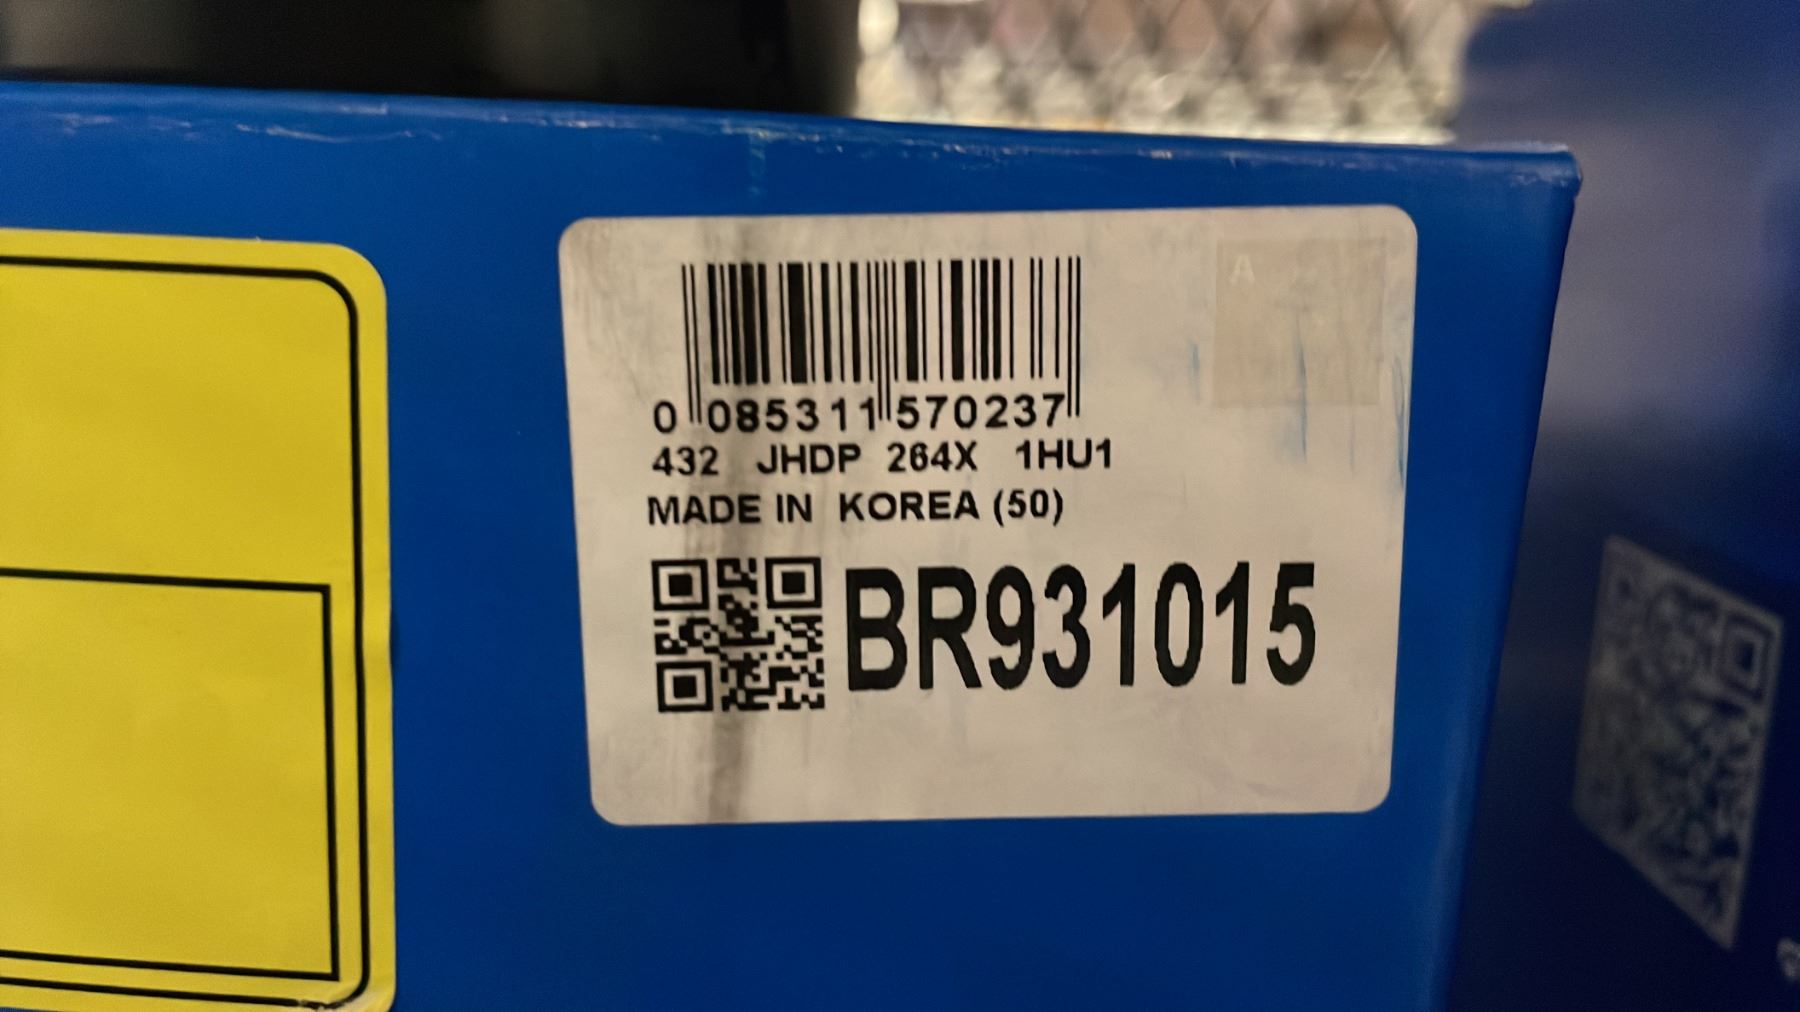 0 085311 570237
432 JHDP 264X 1HU1
MADE IN KOREA (50)
BR931015
A